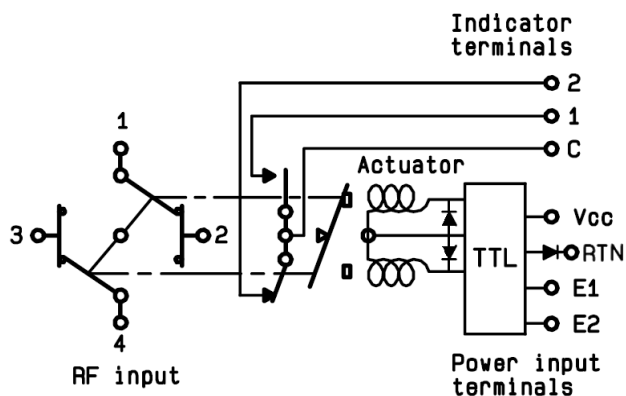 Indicator
terminals
2
1
C
1
Actuator
3
2
TTL
Vcc
RTN
E1
E2
4
RF input
Power input
terminals